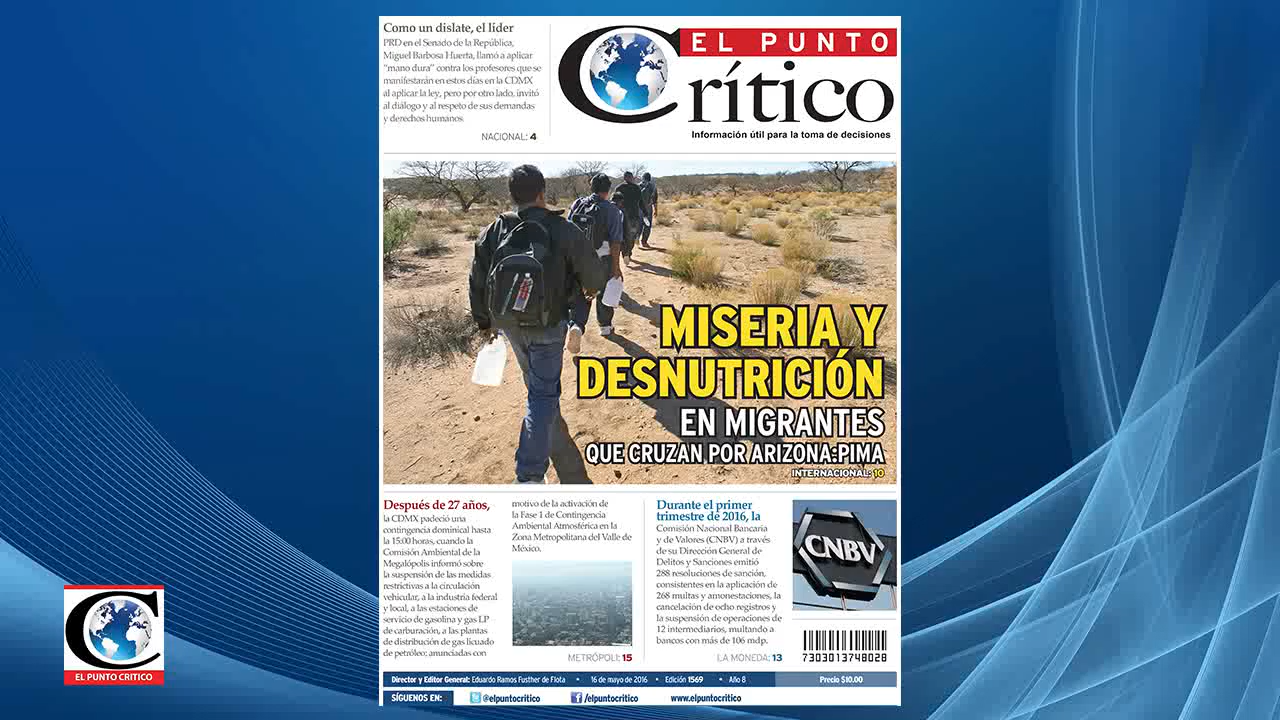 Como un dislate, el líder
PRD en el Senado de la República,
Miguel Barbosa Huerta, llamó a aplicar
“mano dura” contra los profesores que se
manifestarán en estos días en la CDMX
al aplicar la ley, pero por otro lado, invitó
al diálogo y al respeto de sus demandas
y derechos humanos.
NACIONAL: 4
EL PUNTO
Crítico
Información útil para la toma de decisiones
MISERIA Y
DESNUTRICIÓN
EN MIGRANTES
QUE CRUZAN POR ARIZONA:PIMA
INTERNACIONAL: 10
Después de 27 años,
la CDMX padeció una
contingencia dominical hasta
la 15:00 horas, cuando la
Comisión Ambiental de la
Megalópolis informó sobre
la suspensión de las medidas
restrictivas a la circulación
vehicular, a la industria federal
y local, a las estaciones de
servicio de gasolina y gas LP
de carburación, a las plantas
de distribución de gas licuado
de petróleo; anunciadas con
motivo de la activación de
la Fase 1 de Contingencia
Ambiental Atmosférica en la
Zona Metropolitana del Valle de
México.
METRÓPOLI: 15
Durante el primer
trimestre de 2016, la
Comisión Nacional Bancaria
y de Valores (CNBV) a través
de su Dirección General de
Delitos y Sanciones emitió
288 resoluciones de sanción,
consistentes en la aplicación de
268 multas y amonestaciones, la
cancelación de ocho registros y
la suspensión de operaciones de
12 intermediarios, multando a
bancos con más de 106 mdp.
LA MONEDA: 13
CNBV
7303013748028
Director y Editor General: Eduardo Ramos Fusther de Flota • 16 de mayo de 2016 • Edición 1569 • Año 8 Precio $10.00
SÍGUENOS EN: @elpuntocritico /elpuntocritico www.elpuntocritico
C
EL PUNTO CRITICO